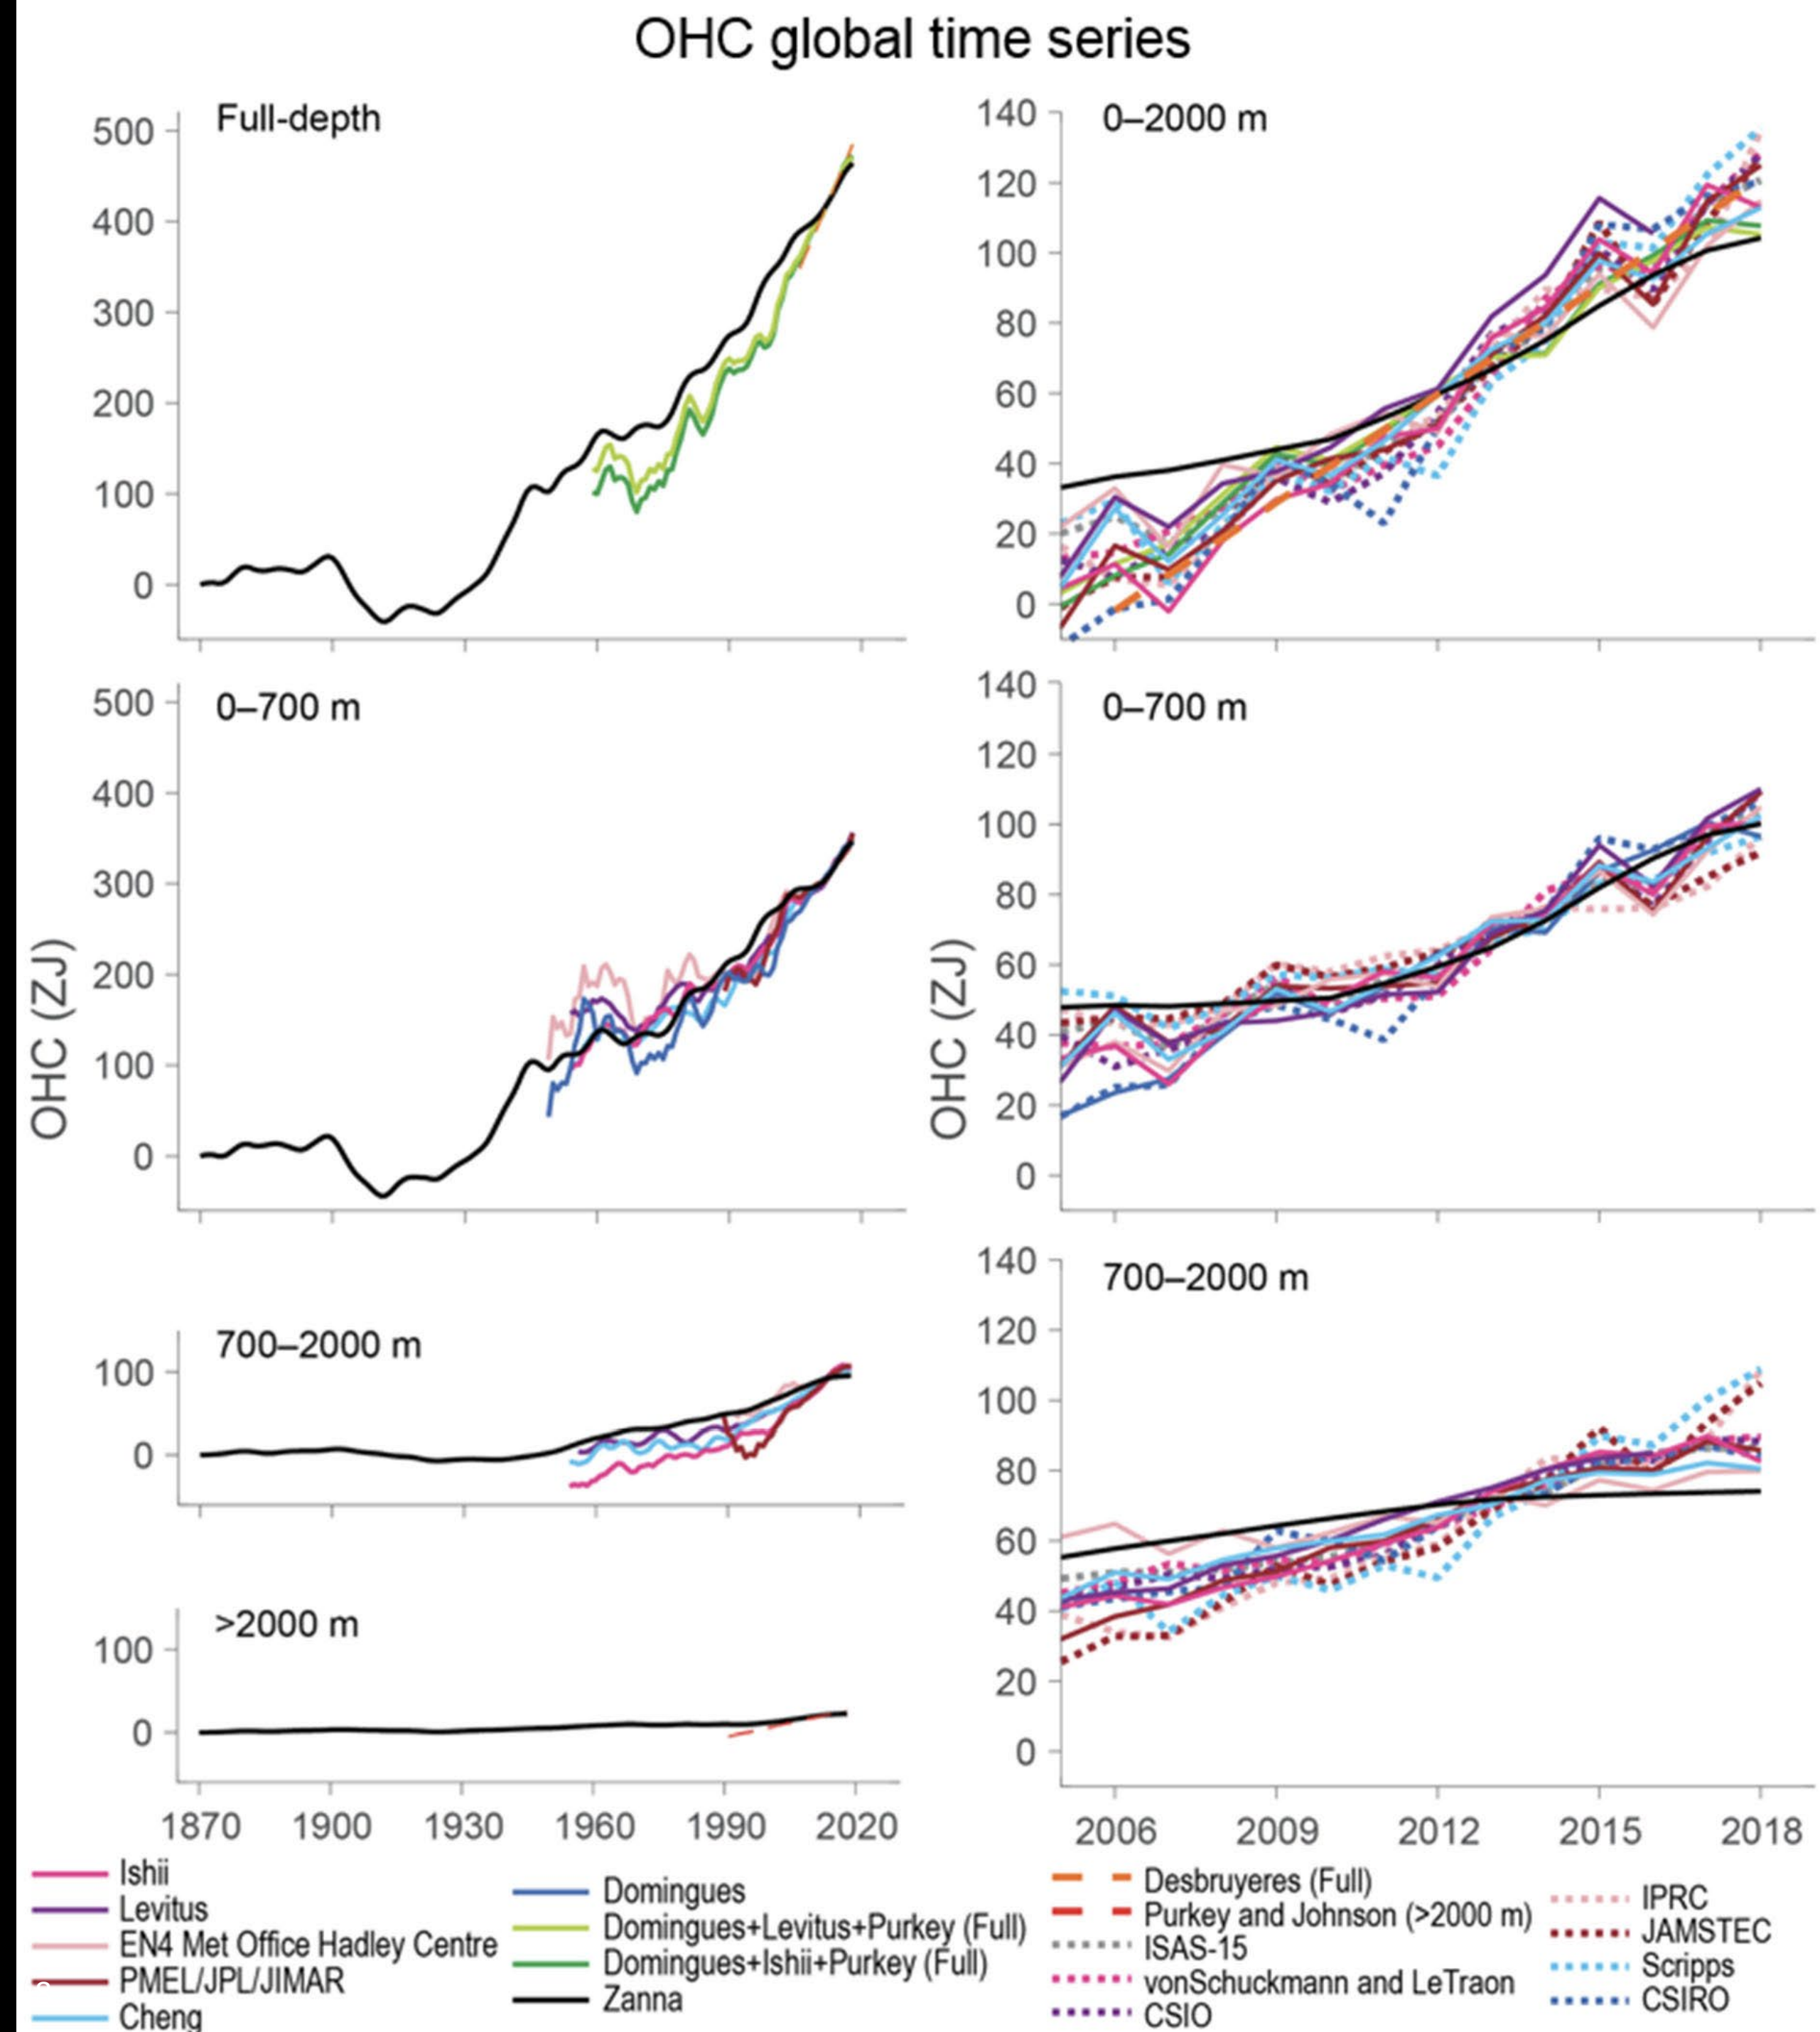 OHC global time series
Full-depth
500
400
300
200
100
0
0–2000 m
140
120
100
80
60
40
20
0
0–700 m
500
400
300
200
100
0
OHC (ZJ)
0–700 m
140
120
100
80
60
40
20
0
OHC (ZJ)
700–2000 m
100
0
>2000 m
100
0
1870 1900 1930 1960 1990 2020
700–2000 m
140
120
100
80
60
40
20
0
2006 2009 2012 2015 2018
Ishii
Levitus
EN4 Met Office Hadley Centre
PMEL/JPL/JIMAR
Cheng
Domingues
Domingues+Levitus+Purkey (Full)
Domingues+Ishii+Purkey (Full)
Zanna
Desbruyeres (Full)
Purkey and Johnson (>2000 m)
ISAS-15
vonSchuckmann and LeTraon
CSIO
IPRC
JAMSTEC
Scripps
CSIRO